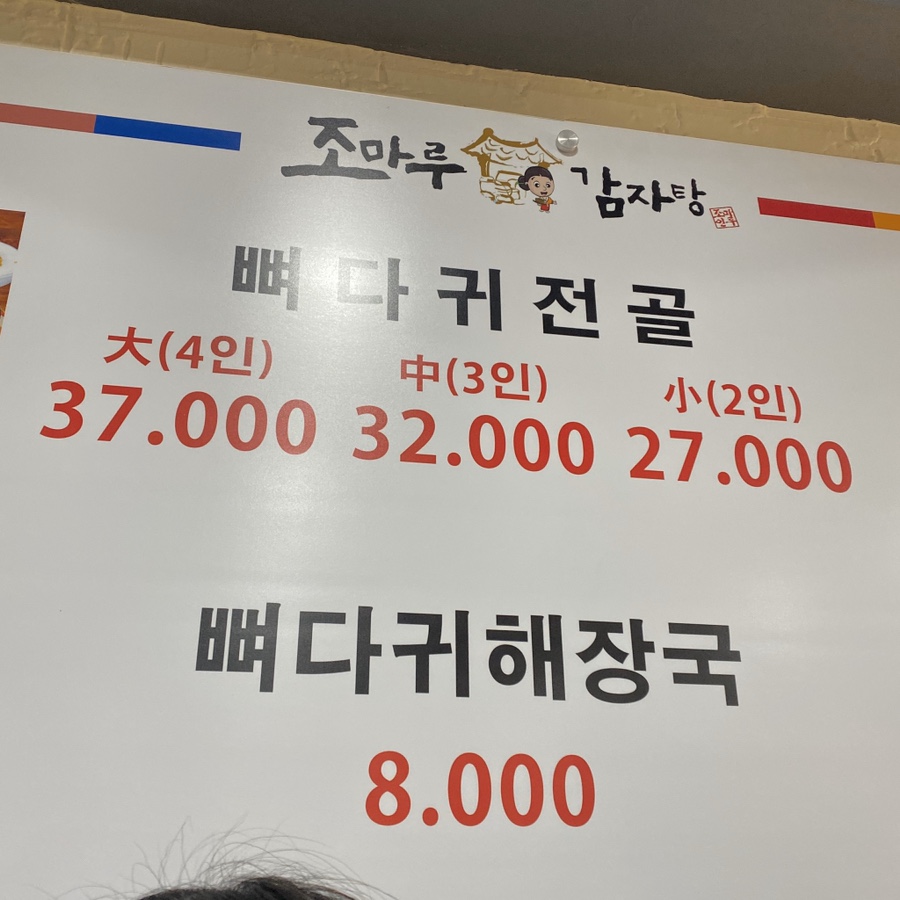 조마루 감자탕
뼈다귀전골
大(4인) 中(3인) 小(2인)
37.000 32.000 27.000
뼈다귀해장국
8.000